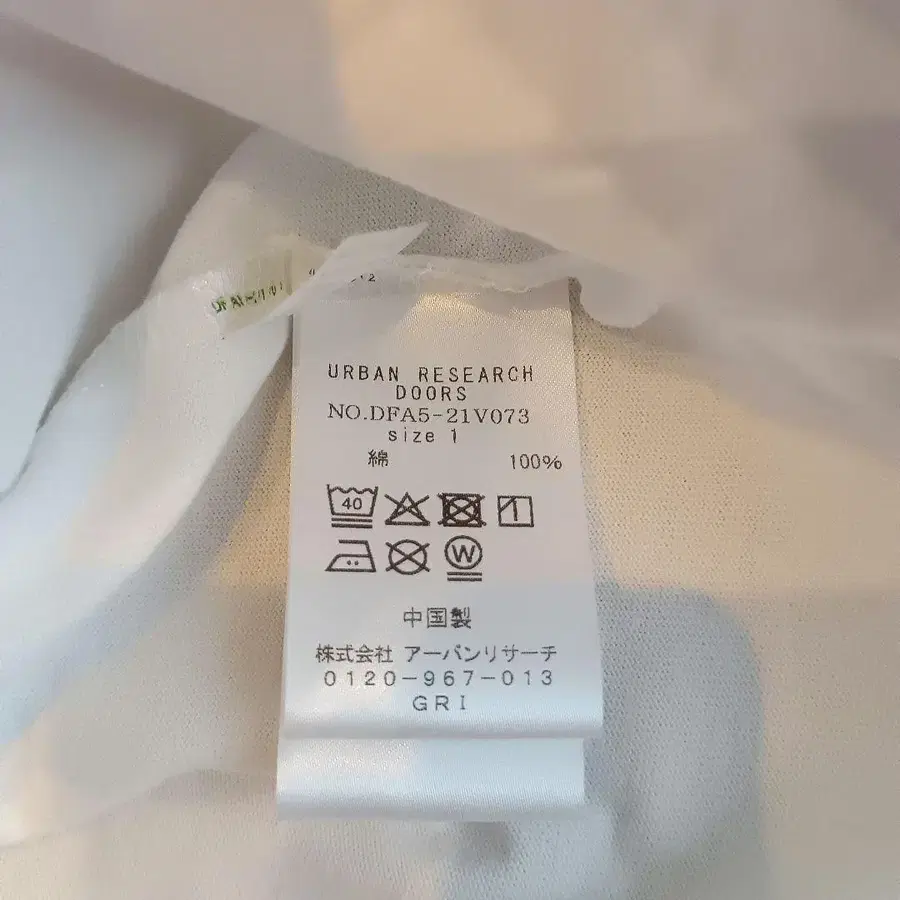 URBAN RESEARCH
DOORS
NO.DFA5-21V073
size 1
綿 100%
40
W
中国製
株式会社 アーバンリサーチ
0120-967-013
GRI